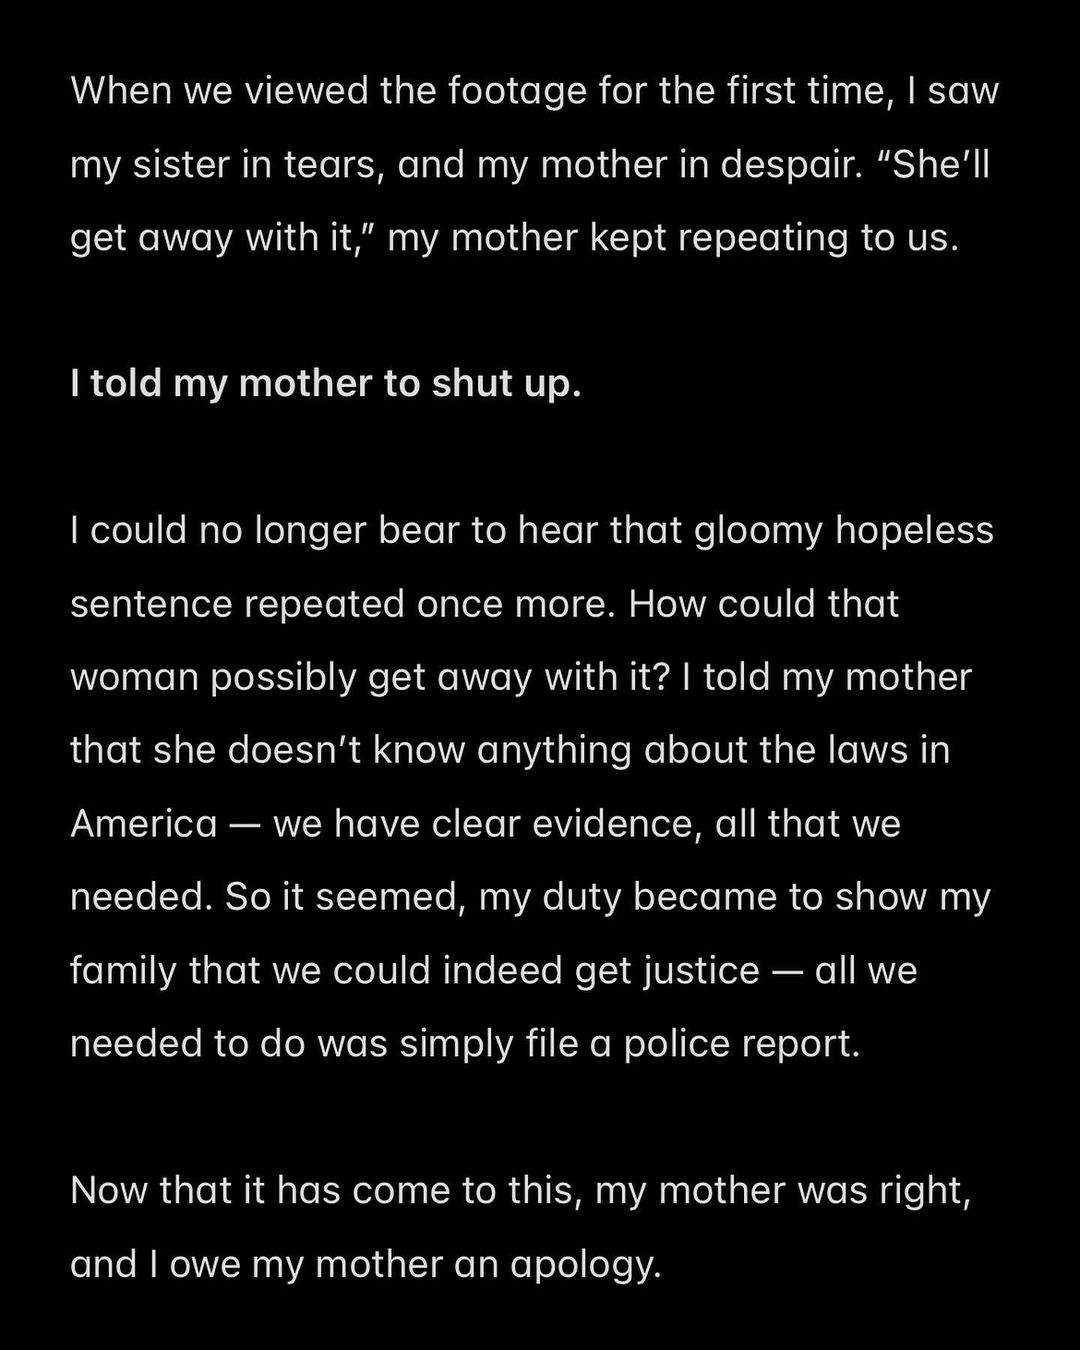 When we viewed the footage for the first time, I saw
my sister in tears, and my mother in despair. “She’ll
get away with it,” my mother kept repeating to us.
I told my mother to shut up.
I could no longer bear to hear that gloomy hopeless
sentence repeated once more. How could that
woman possibly get away with it? I told my mother
that she doesn’t know anything about the laws in
America — we have clear evidence, all that we
needed. So it seemed, my duty became to show my
family that we could indeed get justice — all we
needed to do was simply file a police report.
Now that it has come to this, my mother was right,
and I owe my mother an apology.